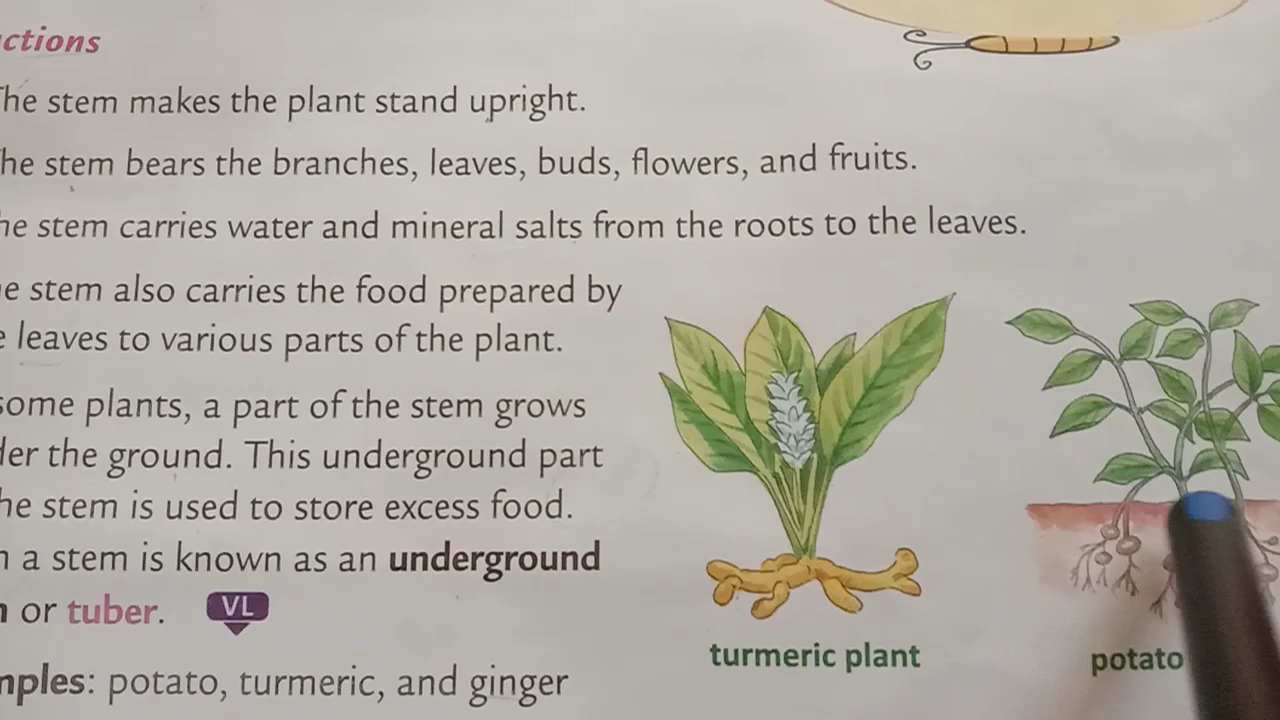 ctions
The stem makes the plant stand upright.
The stem bears the branches, leaves, buds, flowers, and fruits.
he stem carries water and mineral salts from the roots to the leaves.
e stem also carries the food prepared by
e leaves to various parts of the plant.
some plants, a part of the stem grows
der the ground. This underground part
he stem is used to store excess food.
h a stem is known as an underground
m or tuber. VL
mples: potato, turmeric, and ginger
turmeric plant
potato